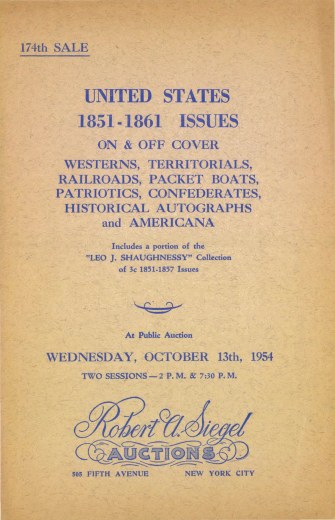 174th SALE
UNITED STATES
1851-1861 ISSUES
ON & OFF COVER
WESTERNS, TERRITORIALS,
RAILROADS, PACKET BOATS,
PATRIOTICS, CONFEDERATES,
HISTORICAL AUTOGRAPHS
and AMERICANA
Includes a portion of the
"LEO J. SHAUGHNESSY" Collection
of 3c 1851-1857 Issues
At Public Auction
WEDNESDAY, OCTOBER 13th, 1954
TWO SESSIONS — 2 P. M. & 7:30 P. M.
Robert A. Siegel
AUCTIONS
505 FIFTH AVENUE NEW YORK CITY